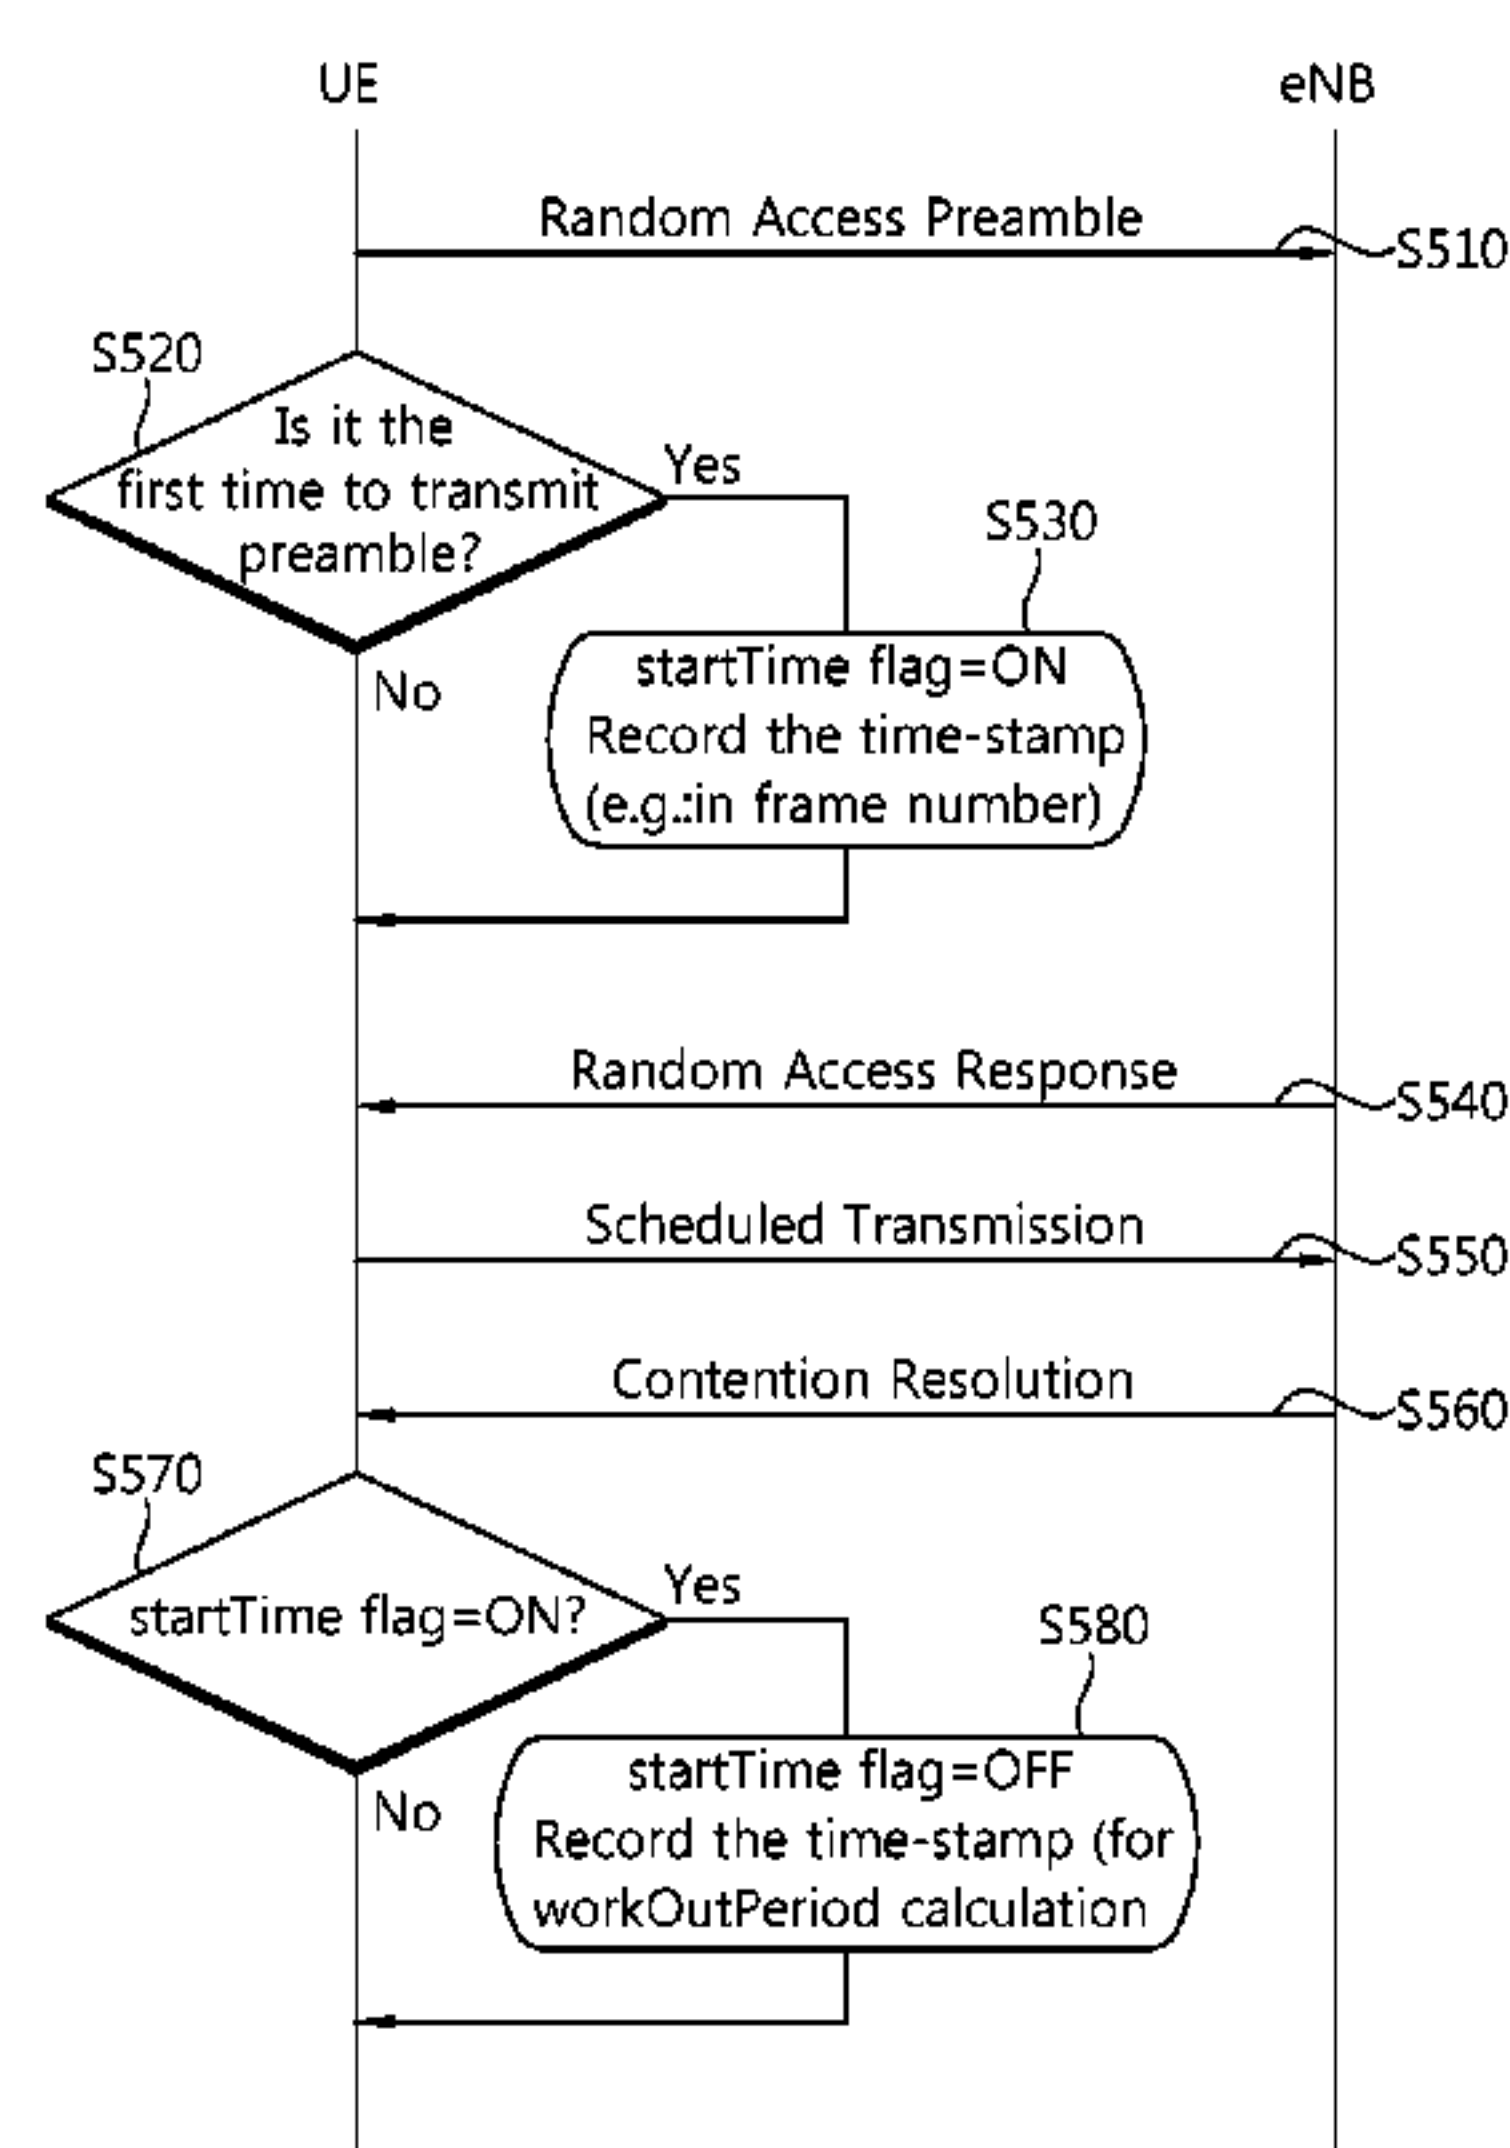 UE
eNB
Random Access Preamble
S510
S520
Is it the
first time to transmit
preamble?
Yes
No
S530
startTime flag=ON
Record the time-stamp
(e.g.:in frame number)
Random Access Response
S540
Scheduled Transmission
S550
Contention Resolution
S560
S570
startTime flag=ON?
Yes
No
S580
startTime flag=OFF
Record the time-stamp (for
workOutPeriod calculation